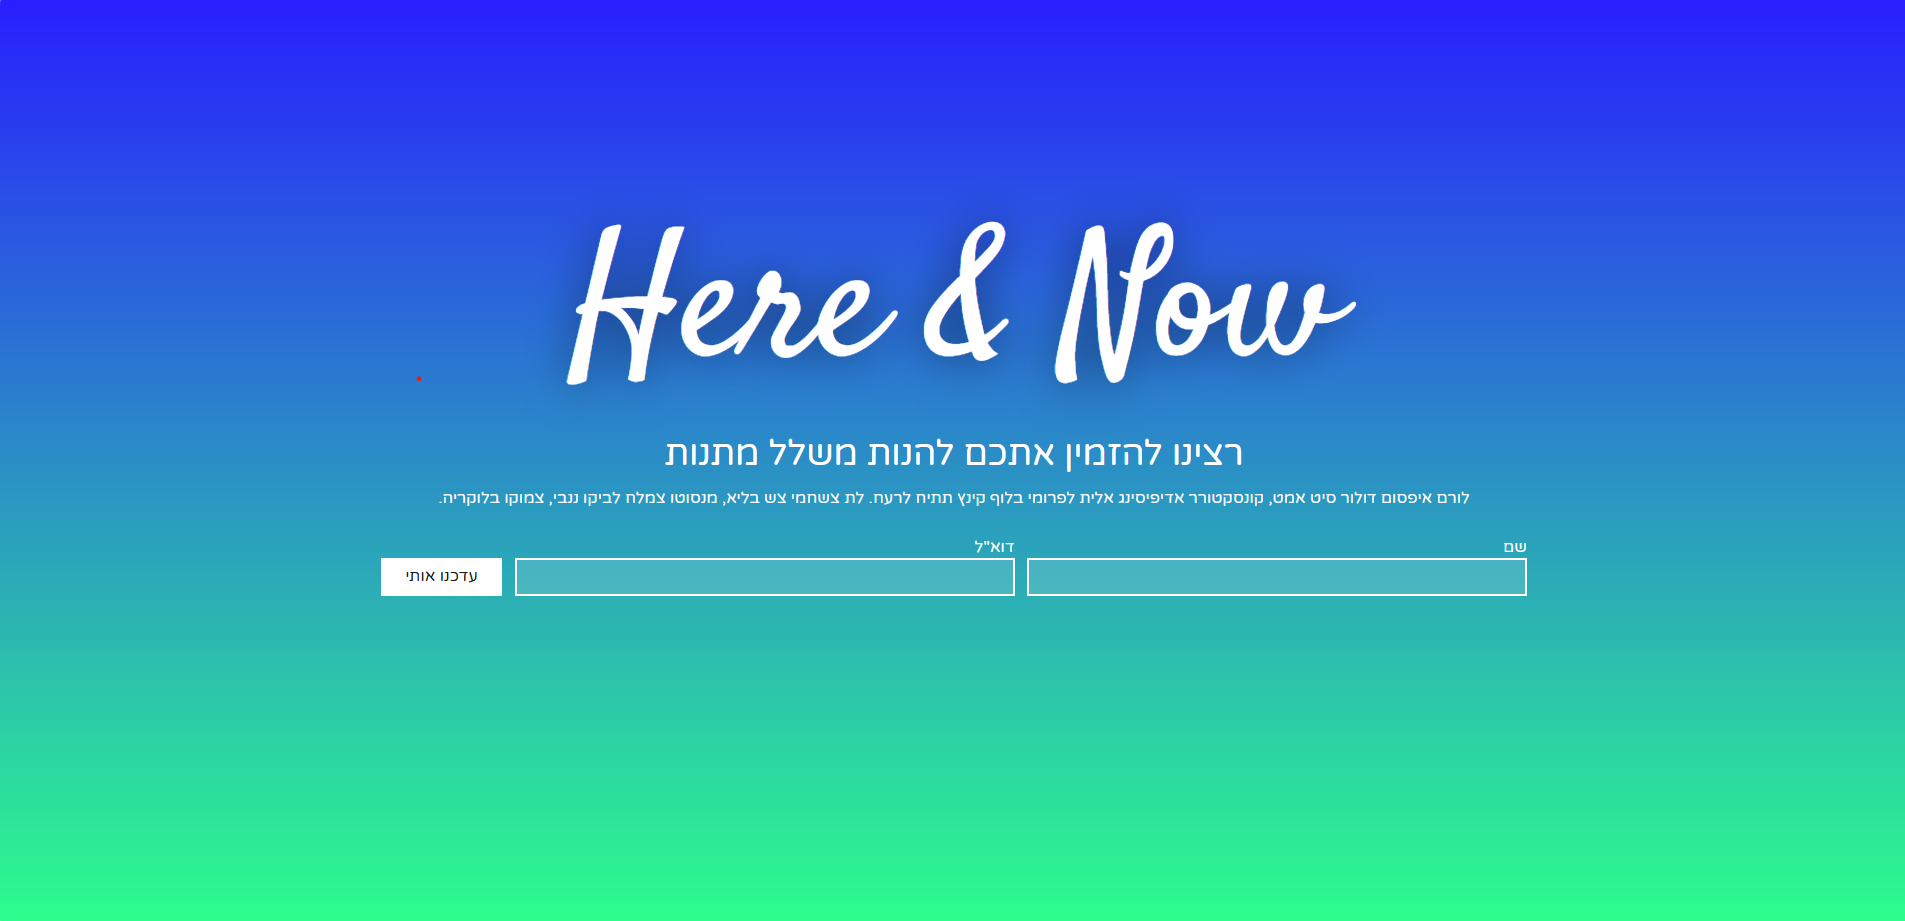 Here & Now
רצינו להזמין אתכם להנות משלל מתנות
לורם איפסום דולור סיט אמט, קונסקטורר אדיפיסינג אלית לפרומי בלוף קינץ תתיח לרעח. לת צשחמי צש בליא, מנסוטו צמלח לביקו ננבי, צמוקו בלוקריה.
שם
דוא"ל
עדכנו אותי